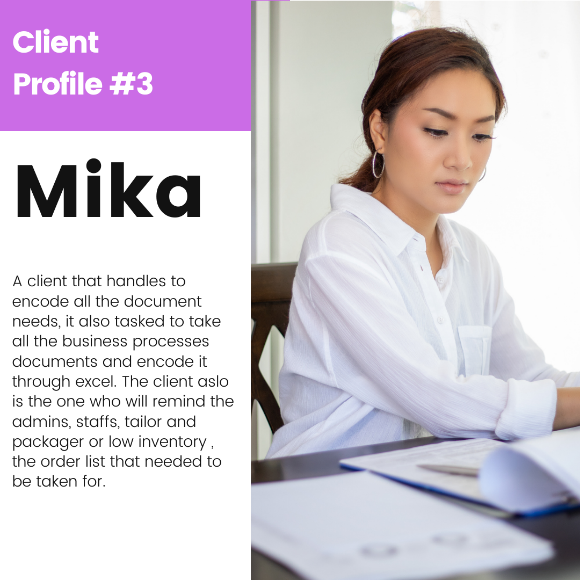 Client
Profile #3
Mika
A client that handles to
encode all the document
needs, it also tasked to take
all the business processes
documents and encode it
through excel. The client aslo
is the one who will remind the
admins, staffs, tailor and
packager or low inventory ,
the order list that needed to
be taken for.